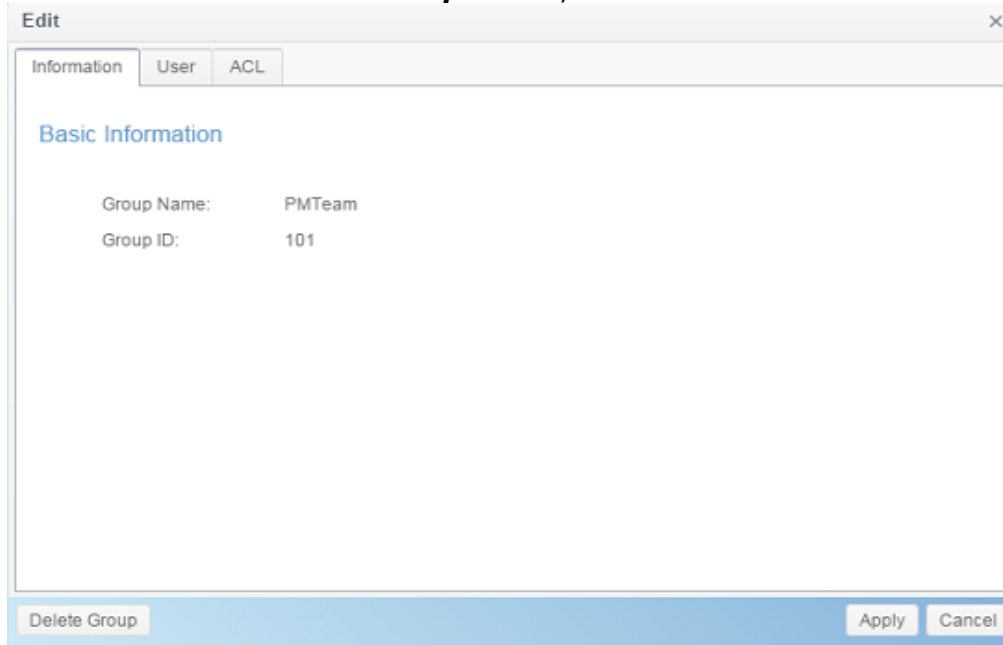 Edit
Information User ACL
Basic Information
Group Name: PMTeam
Group ID: 101
Delete Group Apply Cancel